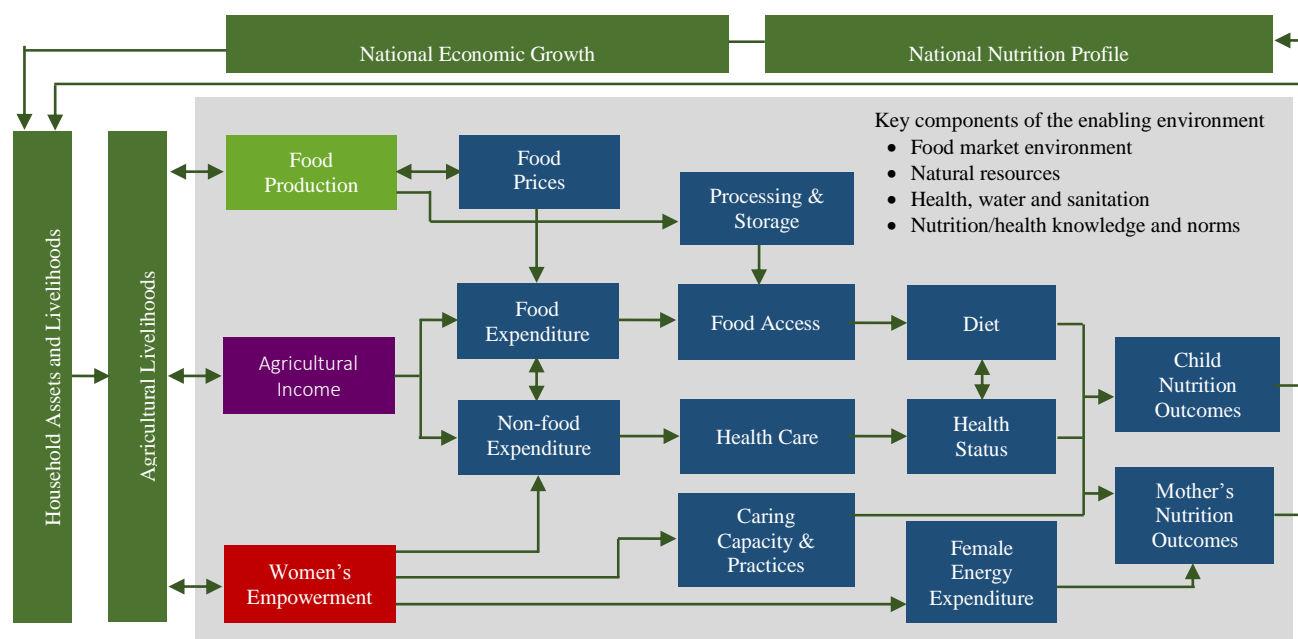 National Economic Growth
National Nutrition Profile
Household Assets and Livelihoods
Agricultural Livelihoods
Key components of the enabling environment
• Food market environment
• Natural resources
• Health, water and sanitation
• Nutrition/health knowledge and norms
Food
Production
Food
Prices
Processing &
Storage
Food
Expenditure
Food Access
Diet
Agricultural
Income
Child
Nutrition
Outcomes
Non-food
Expenditure
Health Care
Health
Status
Mother’s
Nutrition
Outcomes
Caring
Capacity &
Practices
Women’s
Empowerment
Female
Energy
Expenditure